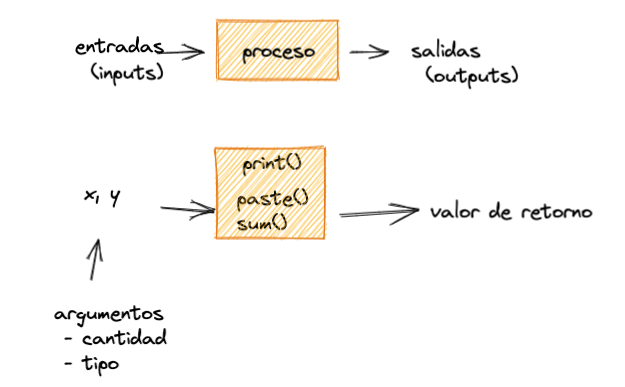 entradas
(inputs)
proceso
salidas
(outputs)
x, y
print()
paste()
sum()
valor de retorno
argumentos
- cantidad
- tipo